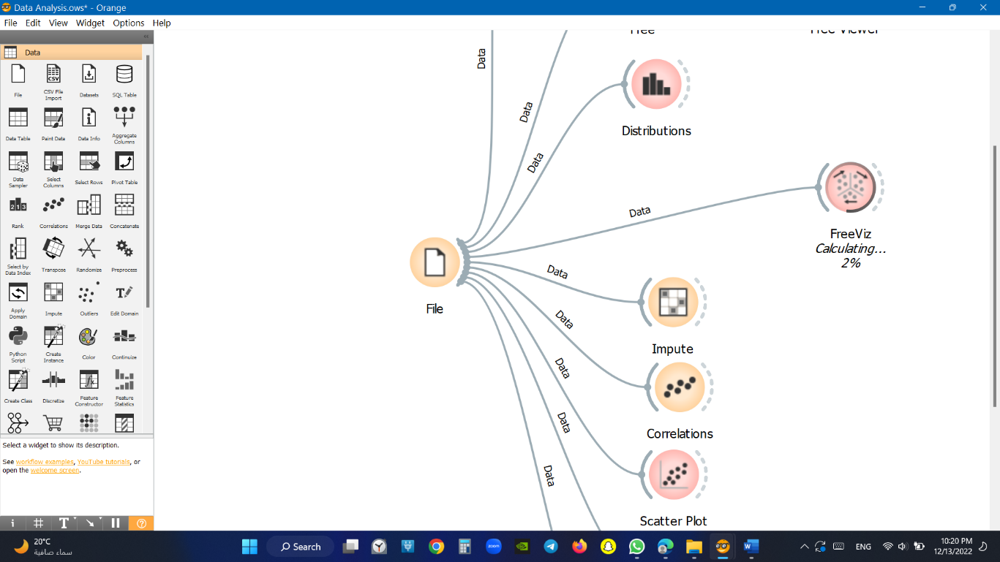 Data Analysis.ows* - Orange
File Edit View Widget Options Help
Data
File
CSV File
Import
Datasets
SQL Table
Data Table
Paint Data
Data Info
Aggregate
Columns
Data
Sampler
Select
Columns
Select Rows
Pivot Table
Rank
Correlations
Merge Data
Concatenate
Select by
Data Index
Transpose
Randomize
Preprocess
Apply
Domain
Impute
Outliers
Edit Domain
Python
Script
Create
Instance
Color
Continuize
Create Class
Discretize
Feature
Constructor
Feature
Statistics
Select a widget to show its description.
See workflow examples, YouTube tutorials, or
open the welcome screen.
Data
Data
Data
Data
Data
Data
Data
Data
Data
File
Distributions
FreeViz
Calculating...
2%
Impute
Correlations
Scatter Plot
20°C
سماء صافية
Search
zoom
ENG
10:20 PM
12/13/2022